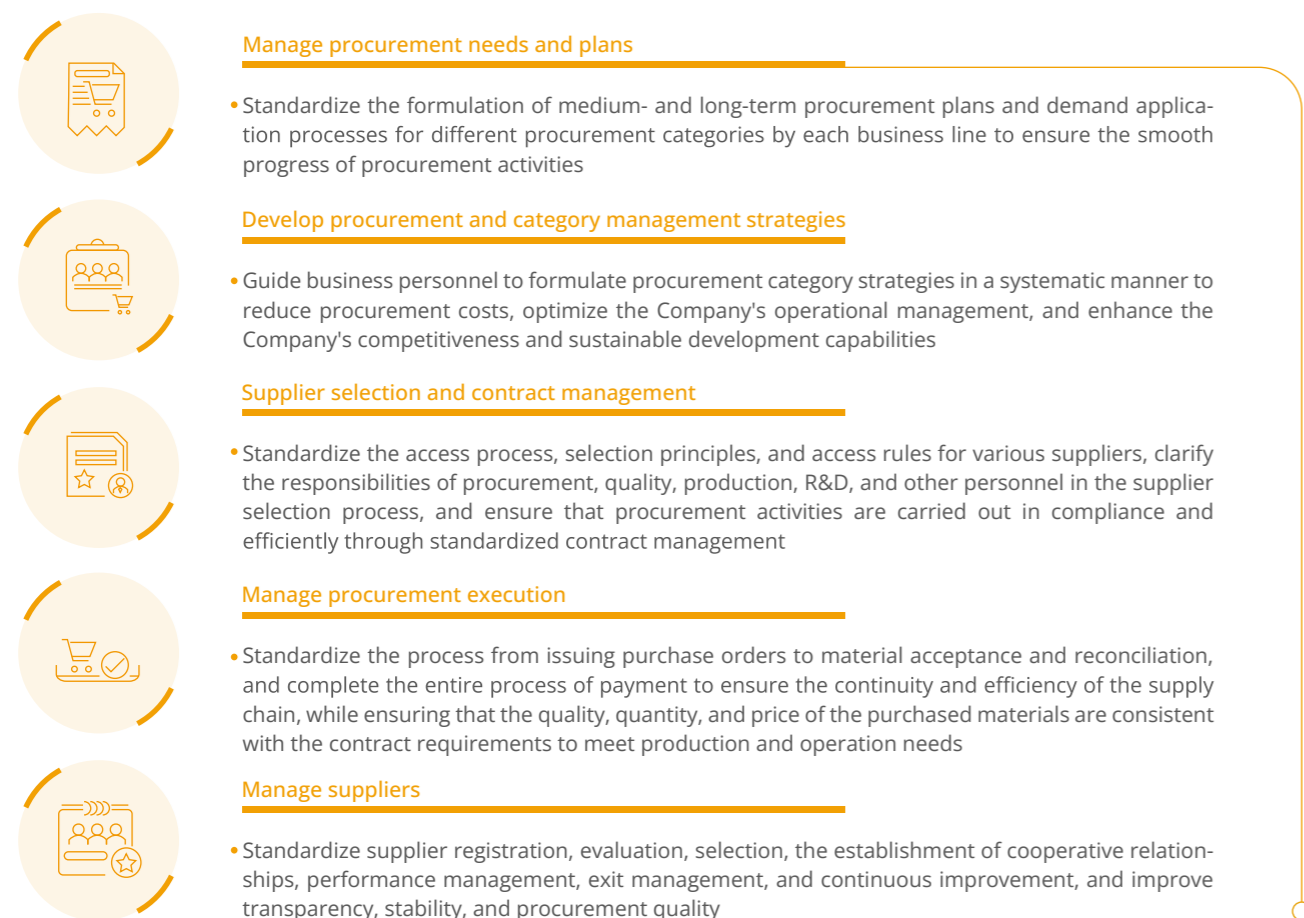 Manage procurement needs and plans
• Standardize the formulation of medium- and long-term procurement plans and demand applica-
tion processes for different procurement categories by each business line to ensure the smooth
progress of procurement activities
Develop procurement and category management strategies
• Guide business personnel to formulate procurement category strategies in a systematic manner to
reduce procurement costs, optimize the Company's operational management, and enhance the
Company's competitiveness and sustainable development capabilities
Supplier selection and contract management
• Standardize the access process, selection principles, and access rules for various suppliers, clarify
the responsibilities of procurement, quality, production, R&D, and other personnel in the supplier
selection process, and ensure that procurement activities are carried out in compliance and
efficiently through standardized contract management
Manage procurement execution
• Standardize the process from issuing purchase orders to material acceptance and reconciliation,
and complete the entire process of payment to ensure the continuity and efficiency of the supply
chain, while ensuring that the quality, quantity, and price of the purchased materials are consistent
with the contract requirements to meet production and operation needs
Manage suppliers
• Standardize supplier registration, evaluation, selection, the establishment of cooperative relation-
ships, performance management, exit management, and continuous improvement, and improve
transparency, stability, and procurement quality